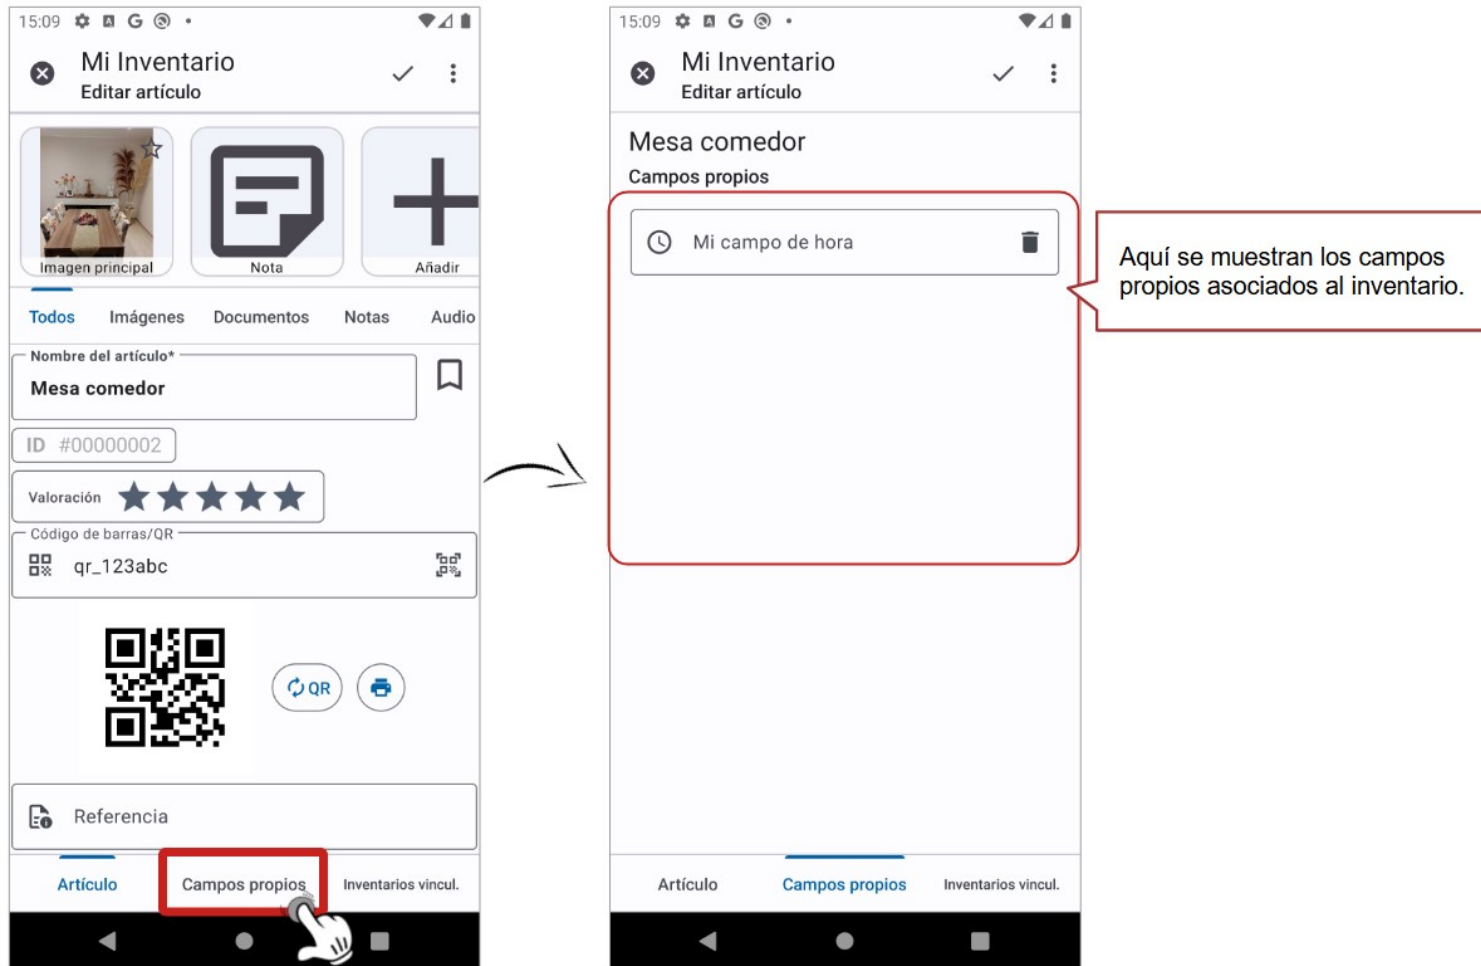 15:09
Mi Inventario
Editar artículo
Imagen principal
Nota
Añadir
Todos
Imágenes
Documentos
Notas
Audio
Nombre del artículo*
Mesa comedor
ID #00000002
Valoración
Código de barras/QR
qr_123abc
QR
Referencia
Artículo
Campos propios
Inventarios vincul.
15:09
Mi Inventario
Editar artículo
Mesa comedor
Campos propios
Mi campo de hora
Artículo
Campos propios
Inventarios vincul.
Aquí se muestran los campos
propios asociados al inventario.